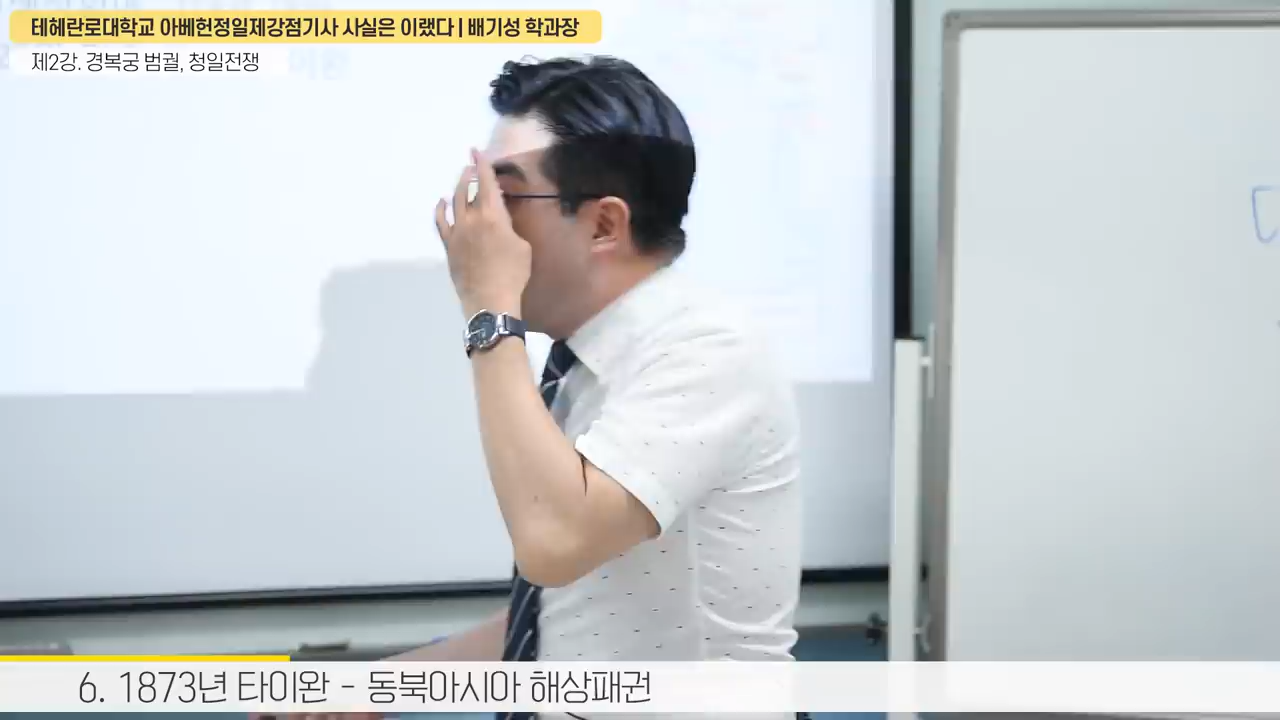 테헤란로대학교 아베헌정일제강점기사 사실은 이랬다 | 배기성 학과장
제2강. 경복궁 범궐, 청일전쟁
6. 1873년 타이완 - 동북아시아 해상패권